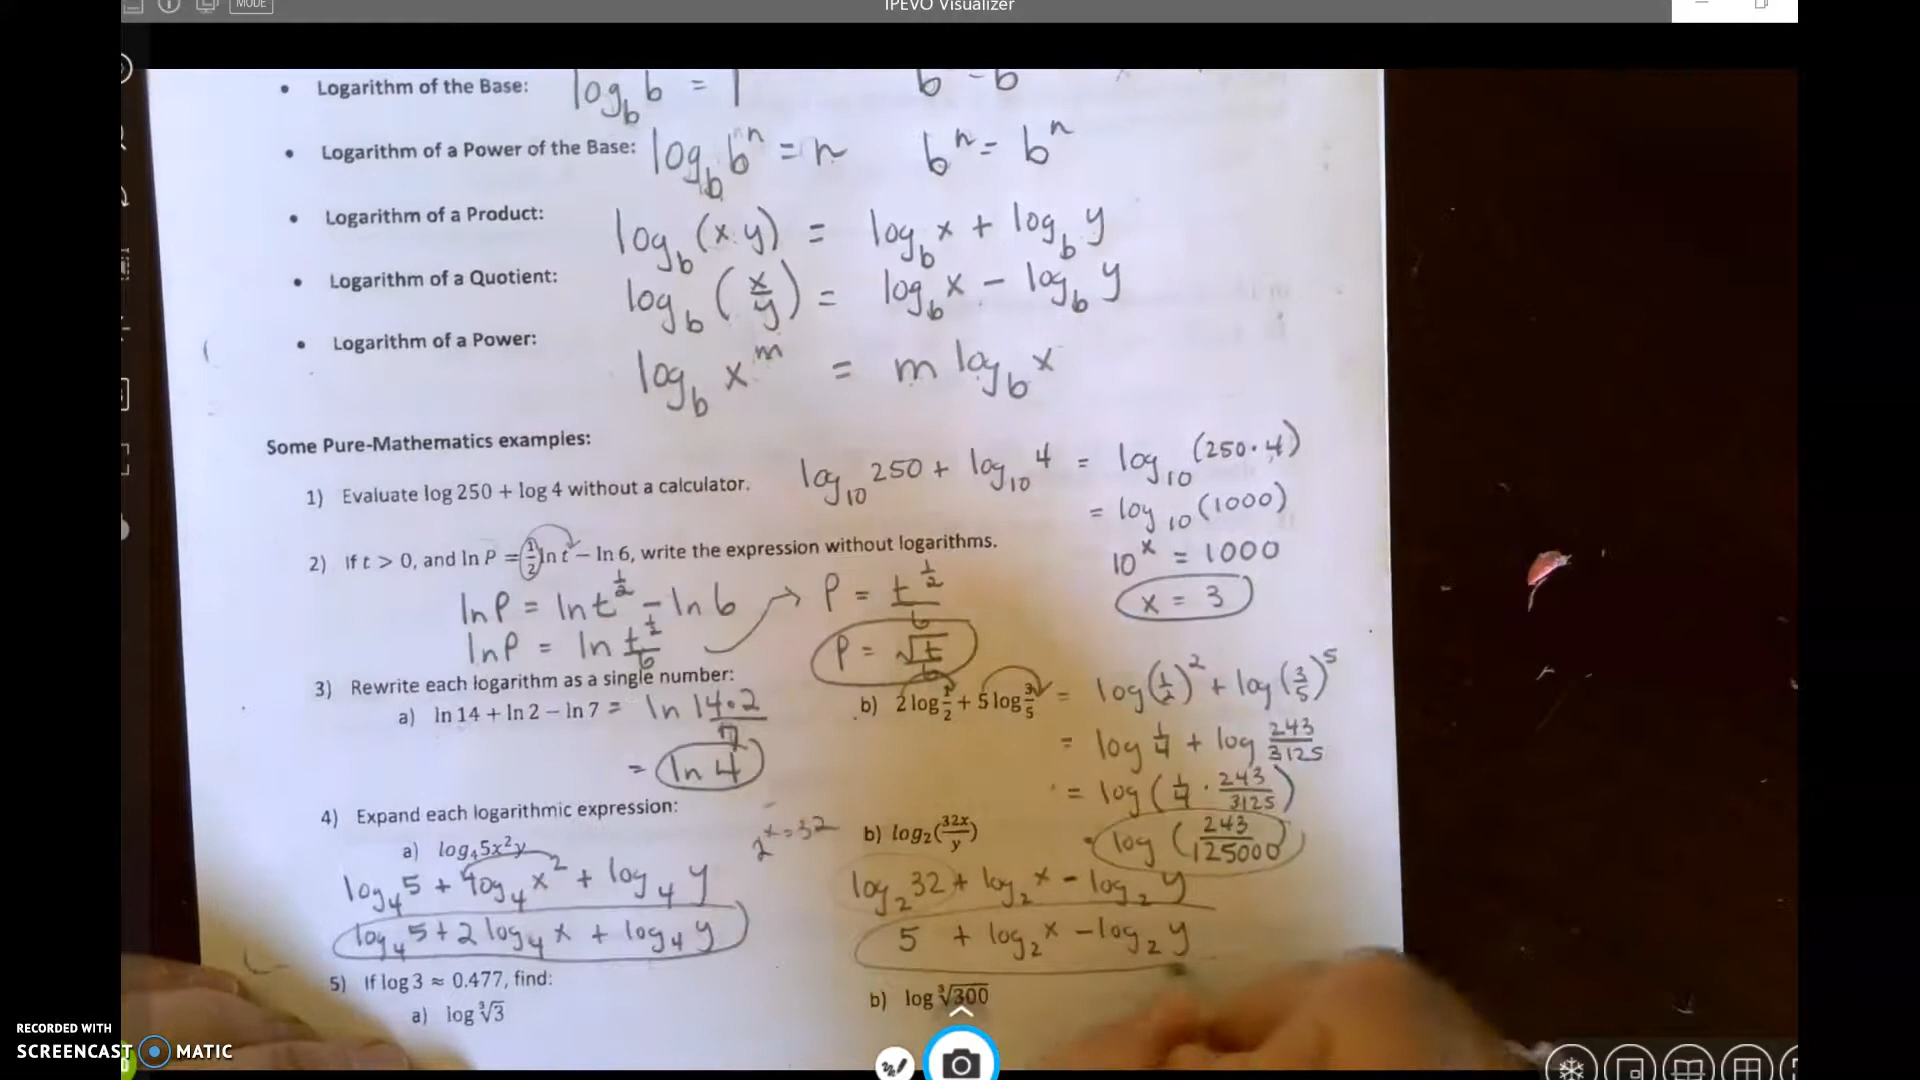 IPEVO Visualizer
MODE
• Logarithm of the Base: log_b b = 1
• Logarithm of a Power of the Base: log_b b^n = n b^n = b^n
• Logarithm of a Product: log_b (x·y) = log_b x + log_b y
• Logarithm of a Quotient: log_b (x/y) = log_b x - log_b y
• Logarithm of a Power: log_b x^m = m log_b x
Some Pure-Mathematics examples:
1) Evaluate log 250 + log 4 without a calculator. log_10 250 + log_10 4 = log_10 (250·4)
= log_10 (1000)
10^x = 1000
x = 3
2) If t > 0, and ln P = 1/2 ln t − ln 6, write the expression without logarithms.
ln P = ln t^1/2 - ln 6 → P = t^1/2 / 6
ln P = ln t^1/2 / 6
P = √t / 6
3) Rewrite each logarithm as a single number:
a) ln 14 + ln 2 − ln 7 = ln 14·2 / 7
= ln 4
b) 2 log 1/2 + 5 log 3/5 = log (1/2)^2 + log (3/5)^5
= log 1/4 + log 243/3125
= log (1/4 · 243/3125)
log (243/125000)
4) Expand each logarithmic expression:
a) log_4 5x^2y
log_4 5 + log_4 x^2 + log_4 y
log_4 5 + 2 log_4 x + log_4 y
2^x = 32
b) log_2(32x/y)
log_2 32 + log_2 x - log_2 y
5 + log_2 x - log_2 y
5) If log 3 ≈ 0.477, find:
a) log ∛3
b) log ∛300
RECORDED WITH
SCREENCAST MATIC